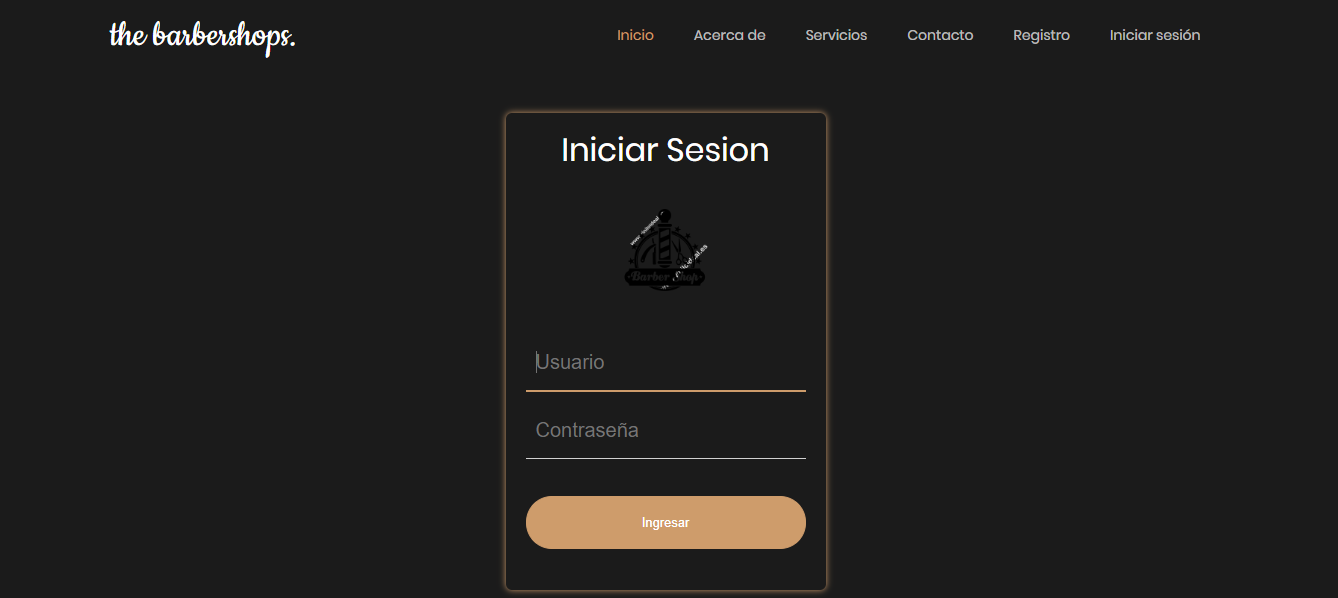 the barbershops.
Inicio Acerca de Servicios Contacto Registro Iniciar sesión
Iniciar Sesion
Barber Shop
Usuario
Contraseña
Ingresar